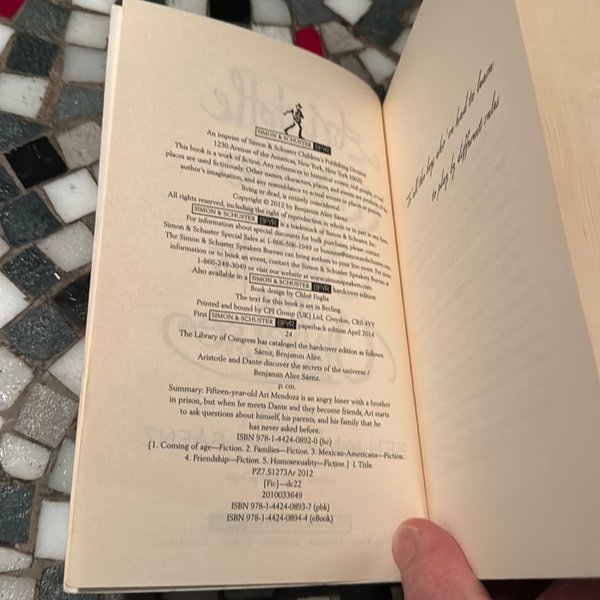 SIMON & SCHUSTER BFYR
An imprint of Simon & Schuster Children's Publishing Division
1230 Avenue of the Americas, New York, New York 10020
This book is a work of fiction. Any references to historical events, real people, or real
places are used fictitiously. Other names, characters, places, and events are products of the
author's imagination, and any resemblance to actual events or places or persons,
living or dead, is entirely coincidental.
Copyright © 2012 by Benjamin Alire Sáenz
All rights reserved, including the right of reproduction in whole or in part in any form.
SIMON & SCHUSTER BFYR is a trademark of Simon & Schuster, Inc.
For information about special discounts for bulk purchases, please contact
Simon & Schuster Special Sales at 1-866-506-1949 or business@simonandschuster.com.
The Simon & Schuster Speakers Bureau can bring authors to your live event. For more
information or to book an event, contact the Simon & Schuster Speakers Bureau at
1-866-248-3049 or visit our website at www.simonspeakers.com.
Also available in a SIMON & SCHUSTER BFYR hardcover edition
Book design by Chloë Foglia
The text for this book is set in Berling.
Printed and bound by CPI Group (UK) Ltd, Croydon, CR0 4YY
First SIMON & SCHUSTER BFYR paperback edition April 2014
24
The Library of Congress has cataloged the hardcover edition as follows:
Sáenz, Benjamin Alire.
Aristotle and Dante discover the secrets of the universe /
Benjamin Alire Sáenz.
p. cm.
Summary: Fifteen-year-old Ari Mendoza is an angry loner with a brother
in prison, but when he meets Dante and they become friends, Ari starts
to ask questions about himself, his parents, and his family that he
has never asked before.
ISBN 978-1-4424-0892-0 (hc)
[1. Coming of age—Fiction. 2. Families—Fiction. 3. Mexican-Americans—Fiction.
4. Friendship—Fiction. 5. Homosexuality—Fiction.] I. Title.
PZ7.S1273Ar 2012
[Fic]—dc22
2010033649
ISBN 978-1-4424-0893-7 (pbk)
ISBN 978-1-4424-0894-4 (eBook)
To all the boys who've had to learn
to play by different rules